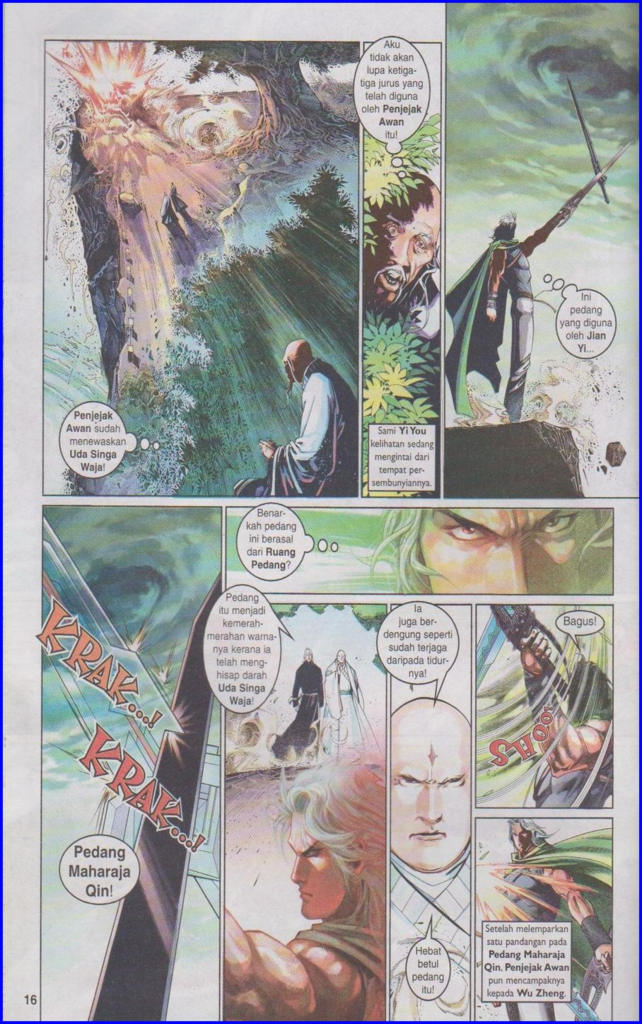 Penjejak
Awan sudah
menewaskan
Uda Singa
Waja!
Aku
tidak akan
lupa ketiga-
tiga jurus yang
telah diguna
oleh Penjejak
Awan
itu!
Sami Yi You
kelihatan sedang
mengintai dari
tempat per-
sembunyiannya.
Ini
pedang
yang diguna
oleh Jian
Yi...
KRAK...!
KRAK...!
Pedang
Maharaja
Qin!
Benar-
kah pedang
ini berasal
dari Ruang
Pedang?
Pedang
itu menjadi
kemerah-
merahan warna-
nya kerana ia
telah meng-
hisap darah
Uda Singa
Waja!
Ia
juga ber-
dengung seperti
sudah terjaga
daripada tidur-
nya!
Hebat
betul
pedang
itu!
Bagus!
Setelah melemparkan
satu pandangan pada
Pedang Maharaja
Qin, Penjejak Awan
pun mencampaknya
kepada Wu Zheng.
16